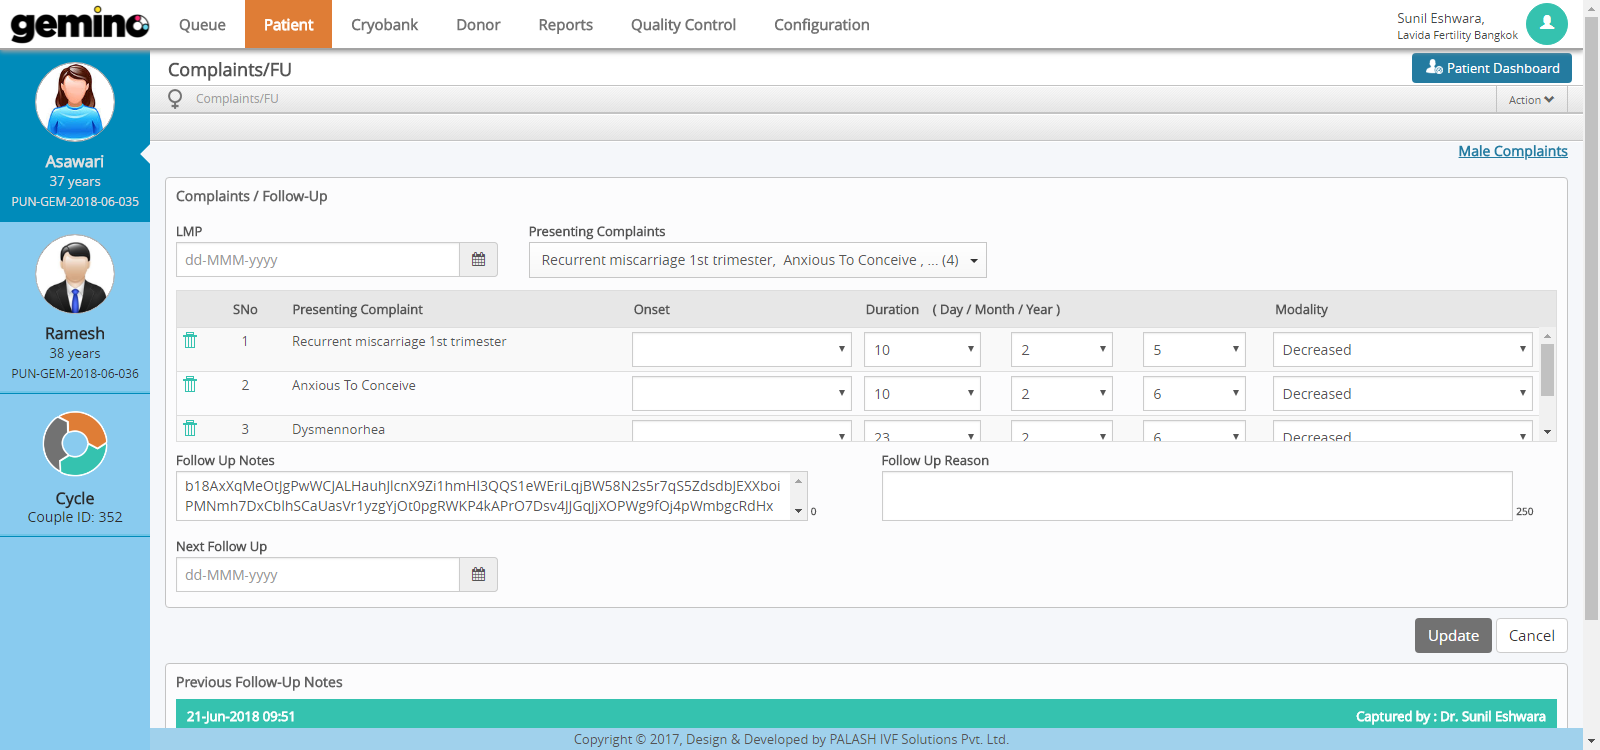 gemino Queue Patient Cryobank Donor Reports Quality Control Configuration
Sunil Eshwara,
Lavida Fertility Bangkok
Complaints/FU
Patient Dashboard
Complaints/FU
Action
Asawari
37 years
PUN-GEM-2018-06-035
Ramesh
38 years
PUN-GEM-2018-06-036
Cycle
Couple ID: 352
Male Complaints
Complaints / Follow-Up
LMP Presenting Complaints
dd-MMM-yyyy Recurrent miscarriage 1st trimester, Anxious To Conceive , ... (4)
SNo Presenting Complaint Onset Duration ( Day / Month / Year ) Modality
1 Recurrent miscarriage 1st trimester 10 2 5 Decreased
2 Anxious To Conceive 10 2 6 Decreased
3 Dysmennorhea 23 2 6 Decreased
Follow Up Notes Follow Up Reason
b18AxXqMeOtJgPwWCJALHauhJlcnX9Zi1hmHl3QQS1eWEriLqjBW58N2s5r7qS5ZdsdbJEXXboi
PMNmh7DxCblhSCaUasVr1yzgYjOt0pgRWKP4kAPrO7Dsv4JJGqJjXOPWg9fOj4pWmbgcRdHx
0 250
Next Follow Up
dd-MMM-yyyy
Update Cancel
Previous Follow-Up Notes
21-Jun-2018 09:51 Captured by : Dr. Sunil Eshwara
Copyright © 2017, Design & Developed by PALASH IVF Solutions Pvt. Ltd.